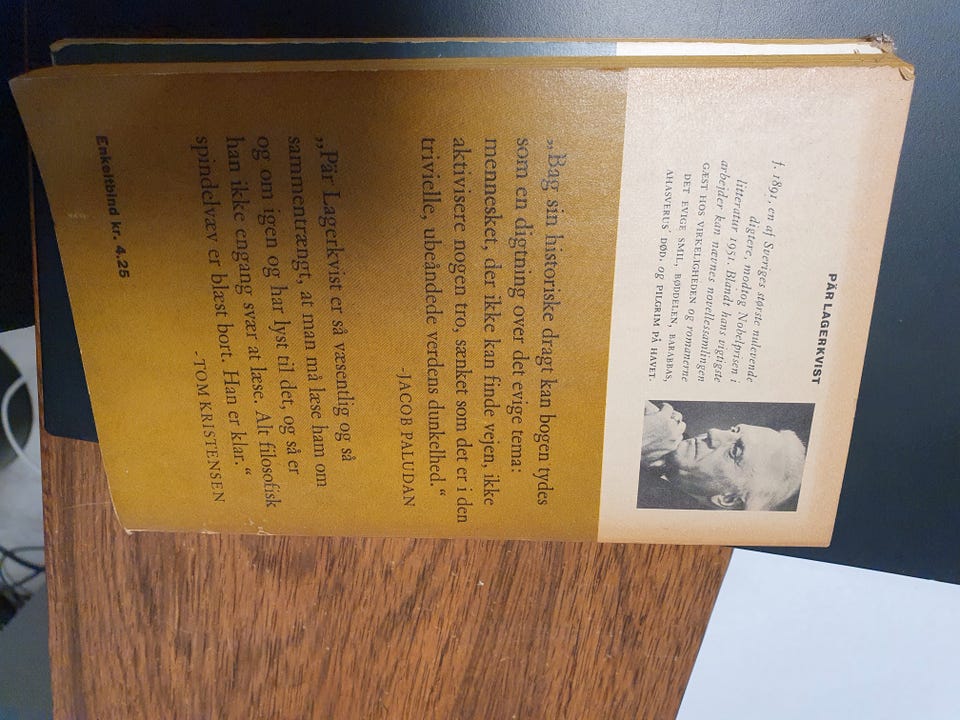 PÄR LAGERKVIST
f. 1891, en af Sveriges største nulevende
digtere, modtog Nobelprisen i
litteratur 1951. Blandt hans vigtigste
arbejder kan nævnes novellesamlingen
GÆST HOS VIRKELIGHEDEN og romanerne
DET EVIGE SMIL, BØDDELEN, BARABBAS,
AHASVERUS' DØD, og PILGRIM PÅ HAVET.
„Bag sin historiske dragt kan bogen tydes
som en digtning over det evige tema:
mennesket, der ikke kan finde vejen, ikke
aktivisere nogen tro, sænket som det er i den
trivielle, ubeåndede verdens dunkelhed.“
-JACOB PALUDAN
„Pär Lagerkvist er så væsentlig og så
sammentrængt, at man må læse ham om
og om igen og har lyst til det, og så er
han ikke engang svær at læse. Alt filosofisk
spindelvæv er blæst bort. Han er klar.“
-TOM KRISTENSEN
Enkeltbind kr. 4.25